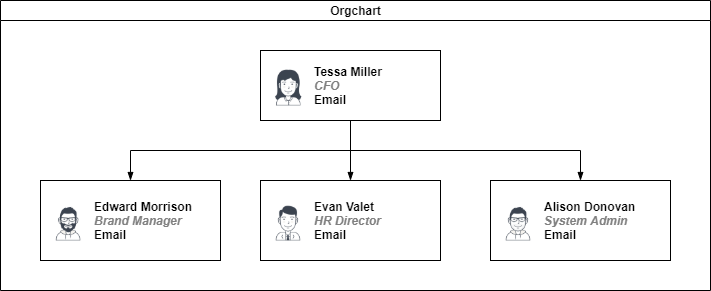 Orgchart
Tessa Miller
CFO
Email
Edward Morrison
Brand Manager
Email
Evan Valet
HR Director
Email
Alison Donovan
System Admin
Email